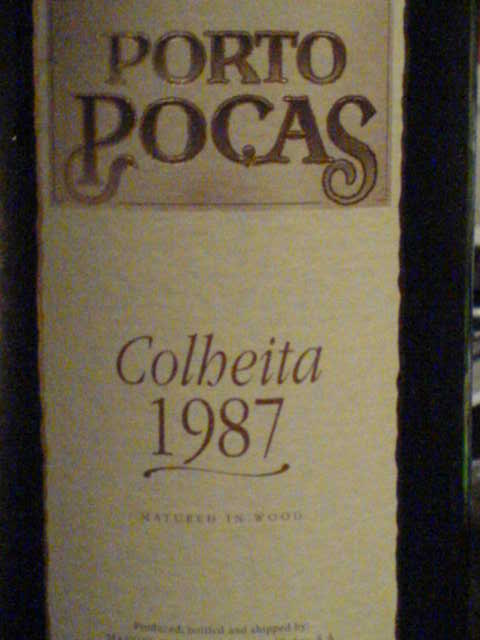 PORTO
POÇAS
Colheita
1987
MATURED IN WOOD
Produced, bottled and shipped by: